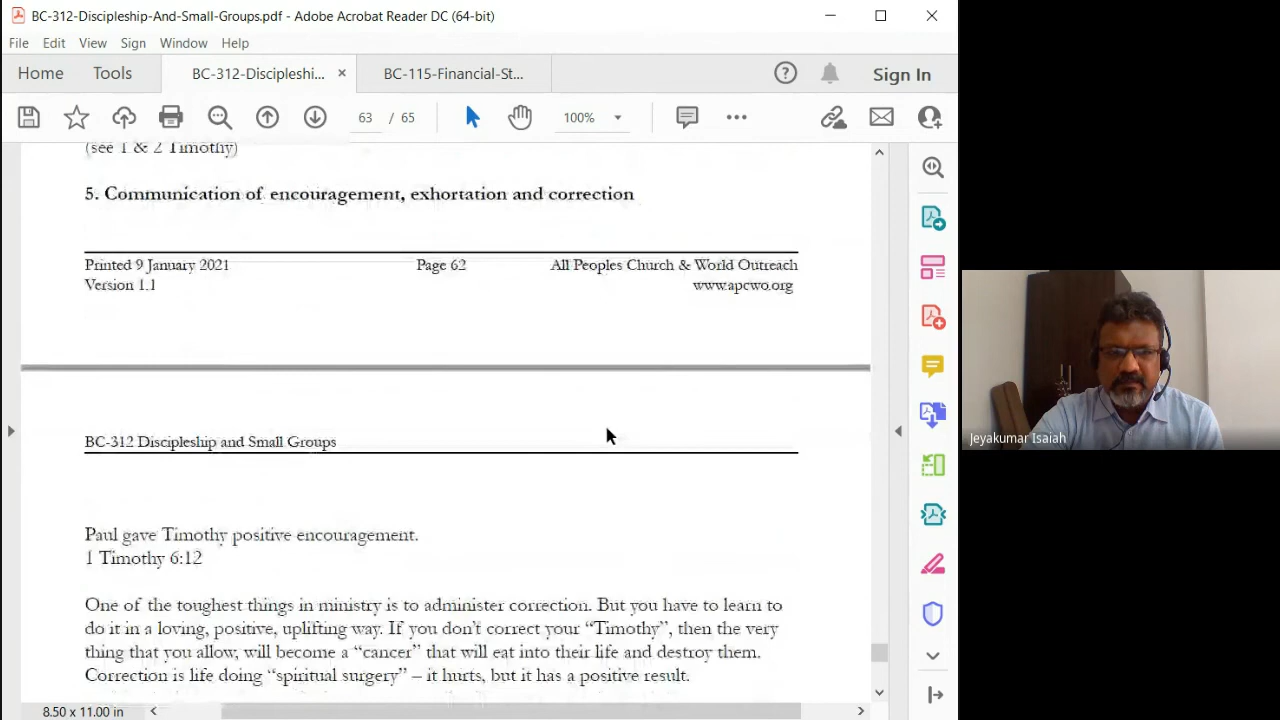 BC-312-Discipleship-And-Small-Groups.pdf - Adobe Acrobat Reader DC (64-bit)
File Edit View Sign Window Help
Home Tools BC-312-Discipleshi... × BC-115-Financial-St... Sign In
63 / 65 100%
(see 1 & 2 Timothy)
5. Communication of encouragement, exhortation and correction
Printed 9 January 2021 Page 62 All Peoples Church & World Outreach
Version 1.1 www.apcwo.org
BC-312 Discipleship and Small Groups
Paul gave Timothy positive encouragement.
1 Timothy 6:12
One of the toughest things in ministry is to administer correction. But you have to learn to
do it in a loving, positive, uplifting way. If you don't correct your “Timothy”, then the very
thing that you allow, will become a “cancer” that will eat into their life and destroy them.
Correction is life doing “spiritual surgery” – it hurts, but it has a positive result.
8.50 x 11.00 in
Jeyakumar Isaiah